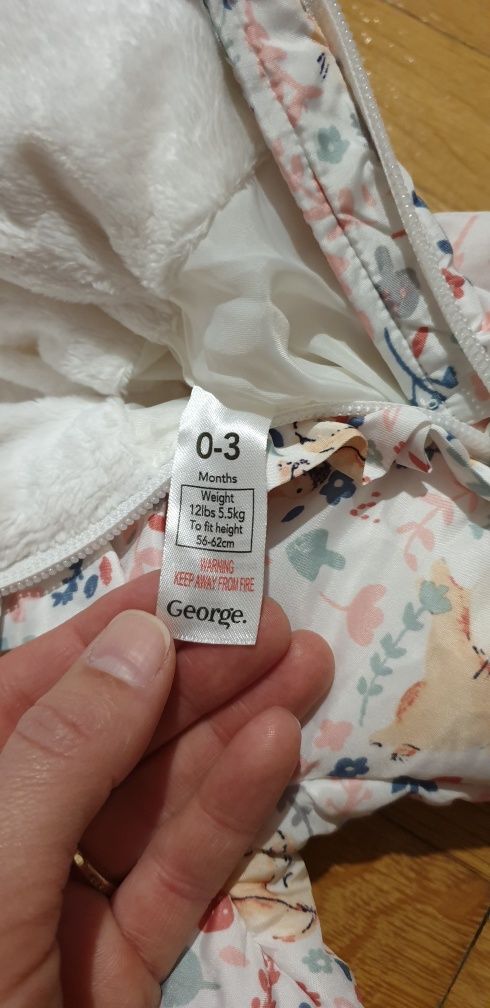 0-3
Months
Weight
12lbs 5.5kg
To fit height
56-62cm
WARNING
KEEP AWAY FROM FIRE
George.